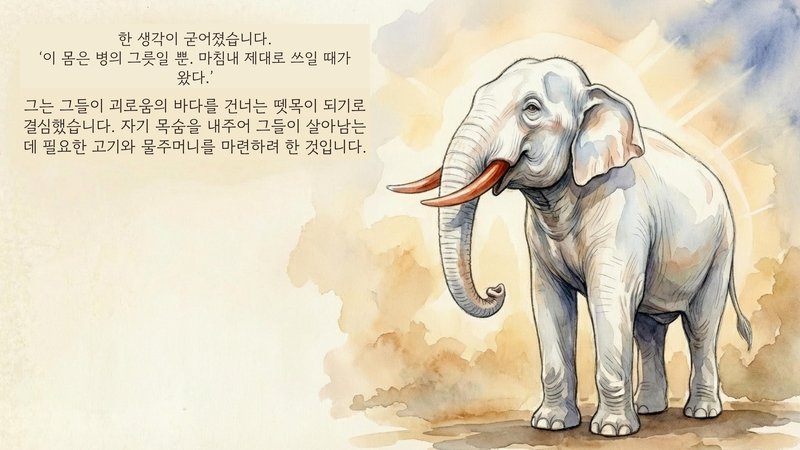 한 생각이 굳어졌습니다.
‘이 몸은 병의 그릇일 뿐. 마침내 제대로 쓰일 때가
왔다.’
그는 그들이 괴로움의 바다를 건너는 뗏목이 되기로
결심했습니다. 자기 목숨을 내주어 그들이 살아남는
데 필요한 고기와 물주머니를 마련하려 한 것입니다.